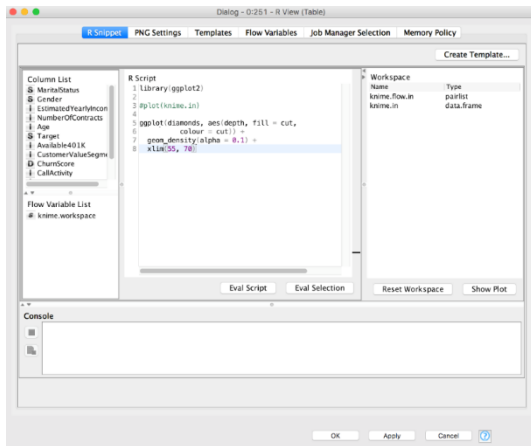 Dialog - 0:251 - R View (Table)
R Snippet PNG Settings Templates Flow Variables Job Manager Selection Memory Policy
Create Template...
Column List
S MaritalStatus
S Gender
I EstimatedYearlyIncon
I NumberOfContracts
I Age
S Target
I Available401K
I CustomerValueSegme
D ChurnScore
I CallActivity
Flow Variable List
knime.workspace
R Script
1 library(ggplot2)
2
3 #plot(knime.in)
4
5 ggplot(diamonds, aes(depth, fill = cut,
6 colour = cut)) +
7 geom_density(alpha = 0.1) +
8 xlim(55, 70)
Eval Script Eval Selection
Workspace
Name Type
knime.flow.in pairlist
knime.in data.frame
Reset Workspace Show Plot
Console
OK Apply Cancel ?